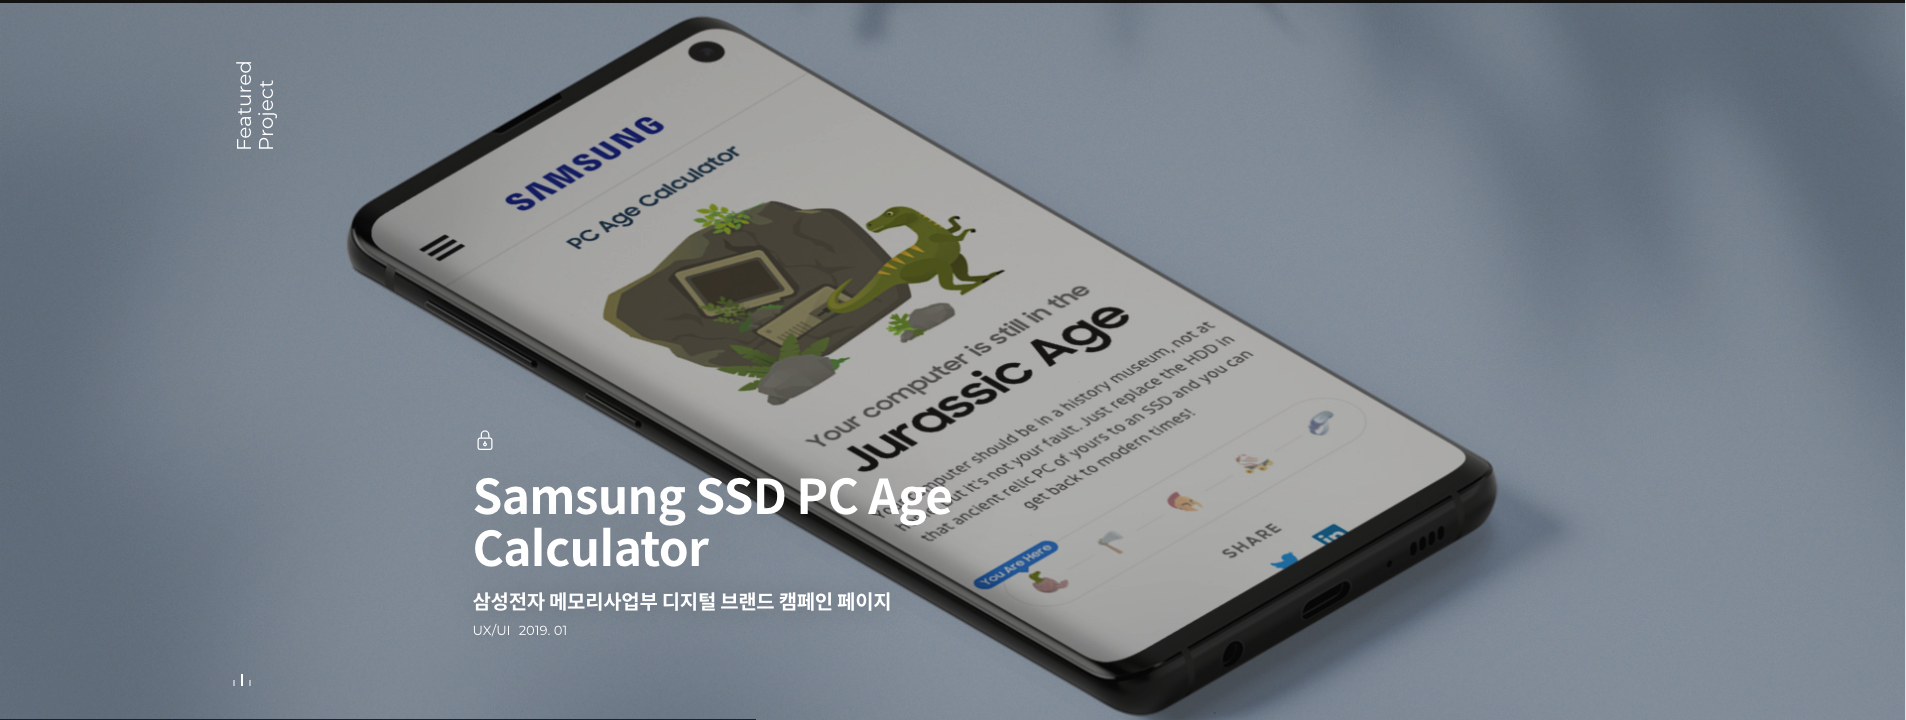 Featured
Project
SAMSUNG
PC Age Calculator
Your computer is still in the
Jurassic Age
computer should be in a history museum, not at
but it's not your fault. Just replace the HDD in
that ancient relic PC of yours to an SSD and you can
get back to modern times!
You Are Here
SHARE
in
Samsung SSD PC Age
Calculator
삼성전자 메모리사업부 디지털 브랜드 캠페인 페이지
UX/UI 2019. 01